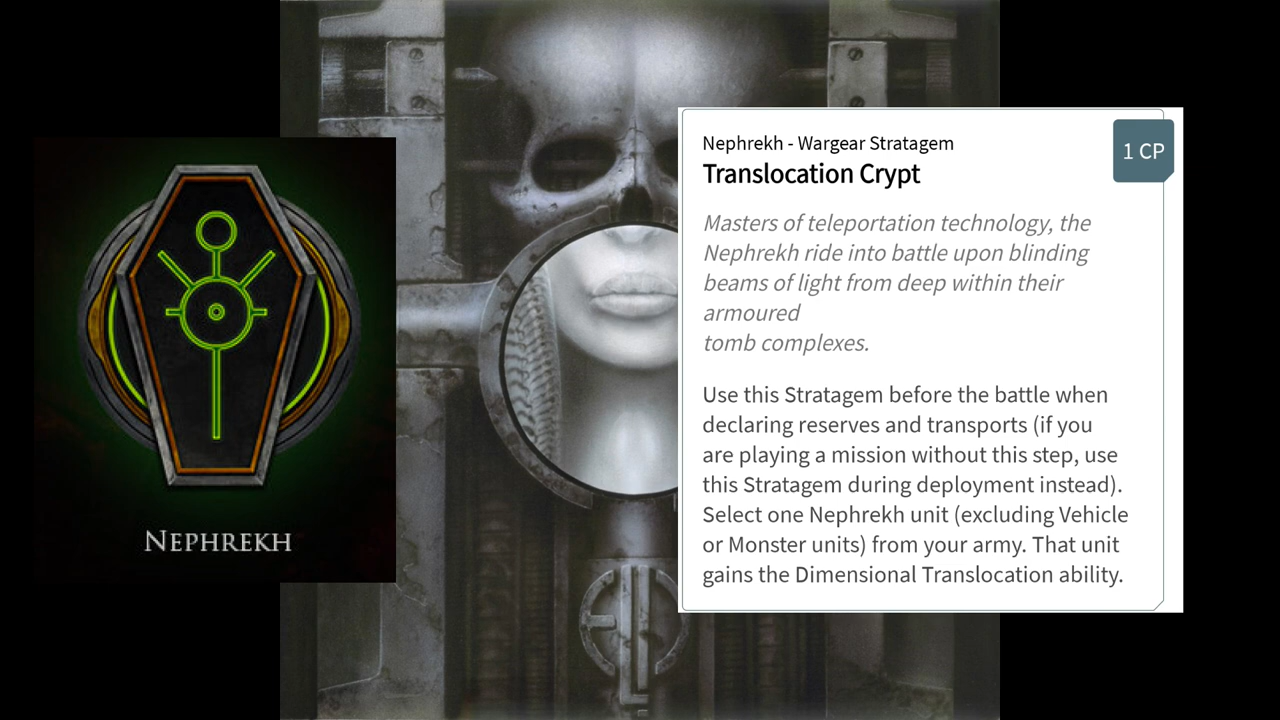 NEPHREKH
Nephrekh - Wargear Stratagem
1 CP
Translocation Crypt
Masters of teleportation technology, the
Nephrekh ride into battle upon blinding
beams of light from deep within their
armoured
tomb complexes.
Use this Stratagem before the battle when
declaring reserves and transports (if you
are playing a mission without this step, use
this Stratagem during deployment instead).
Select one Nephrekh unit (excluding Vehicle
or Monster units) from your army. That unit
gains the Dimensional Translocation ability.